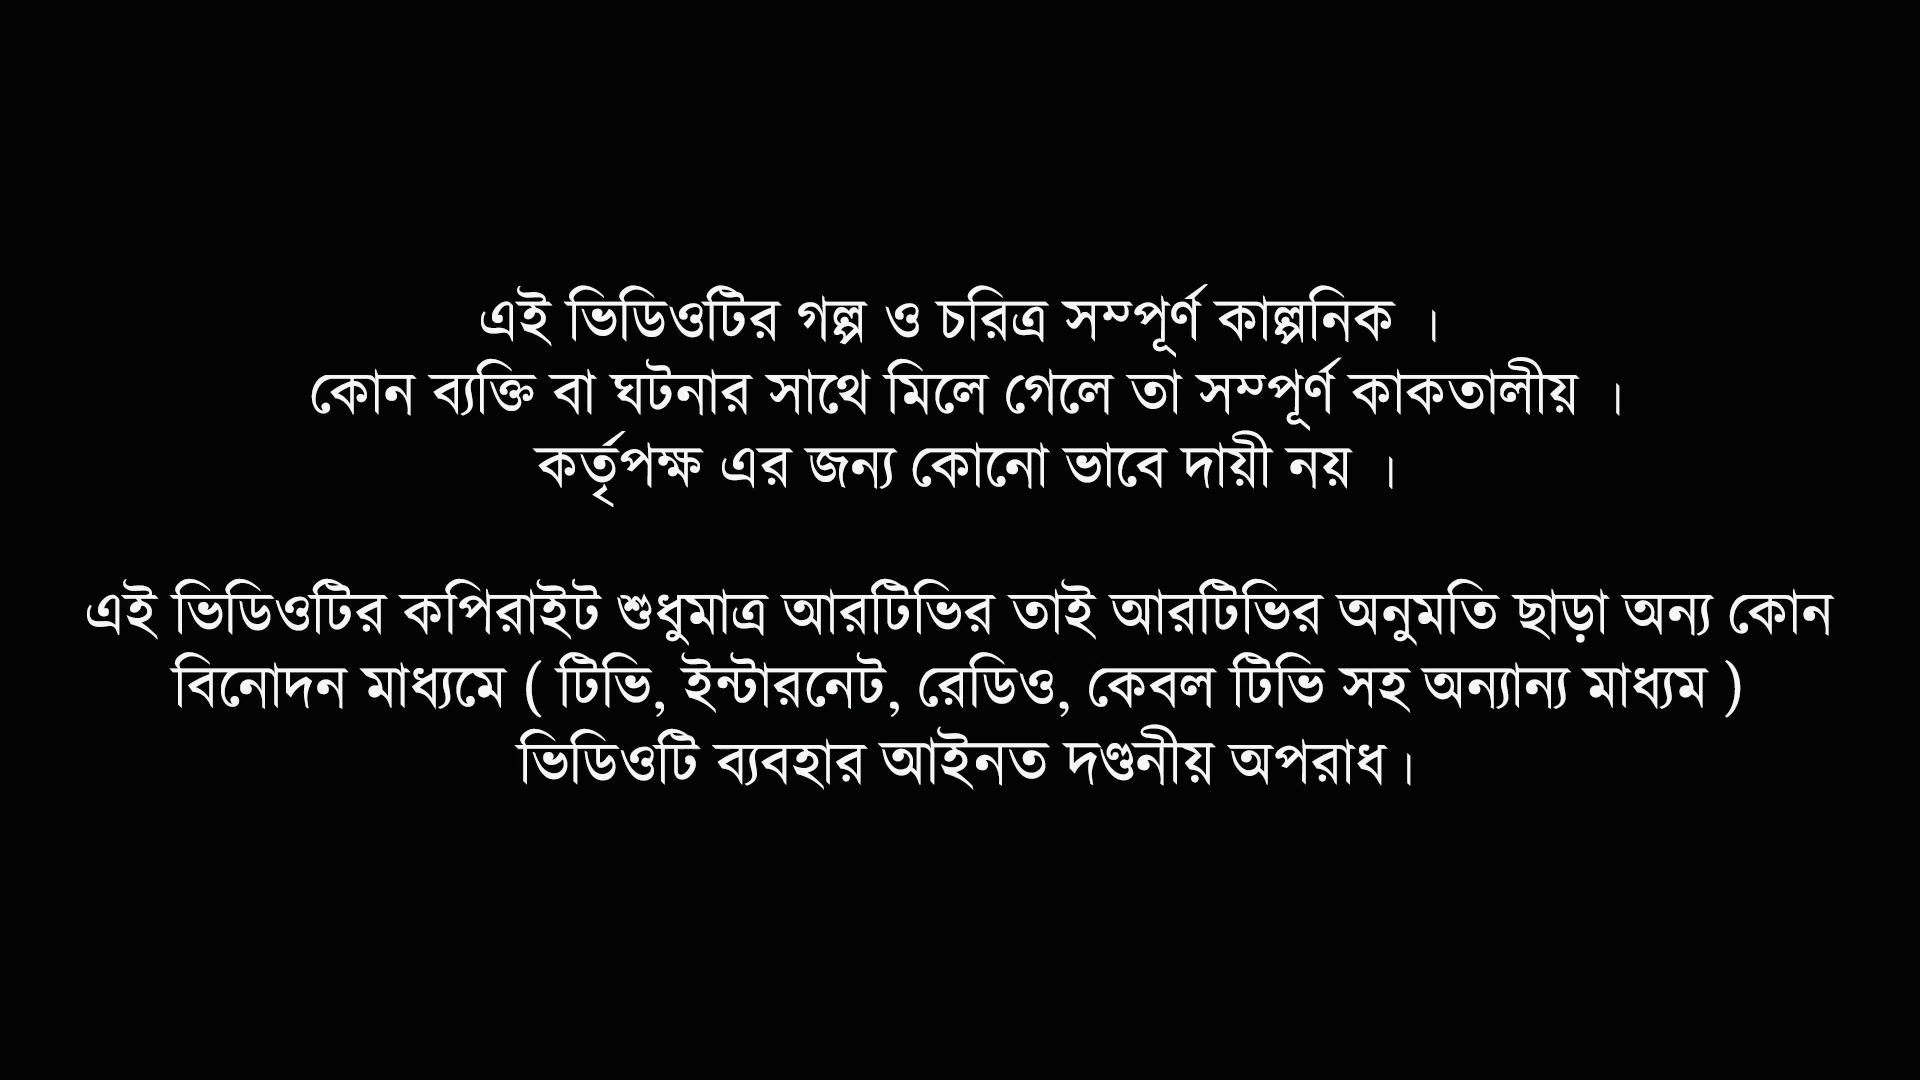 এই ভিডিওটির গল্প ও চরিত্র সম্পূর্ণ কাল্পনিক ।
কোন ব্যক্তি বা ঘটনার সাথে মিলে গেলে তা সম্পূর্ণ কাকতালীয় ।
কর্তৃপক্ষ এর জন্য কোনো ভাবে দায়ী নয় ।
এই ভিডিওটির কপিরাইট শুধুমাত্র আরটিভির তাই আরটিভির অনুমতি ছাড়া অন্য কোন
বিনোদন মাধ্যমে ( টিভি, ইন্টারনেট, রেডিও, কেবল টিভি সহ অন্যান্য মাধ্যম )
ভিডিওটি ব্যবহার আইনত দণ্ডনীয় অপরাধ।